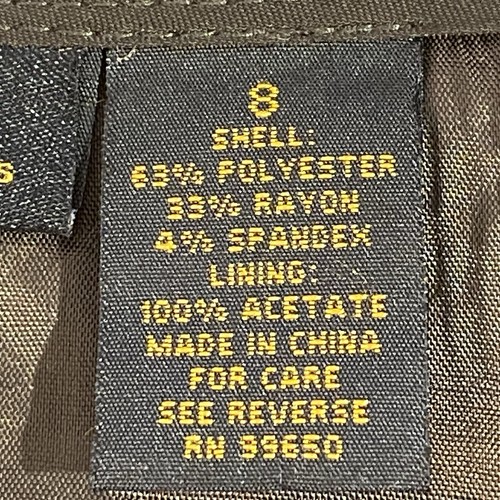 8
SHELL:
63% POLYESTER
33% RAYON
4% SPANDEX
LINING:
100% ACETATE
MADE IN CHINA
FOR CARE
SEE REVERSE
RN 99650
S